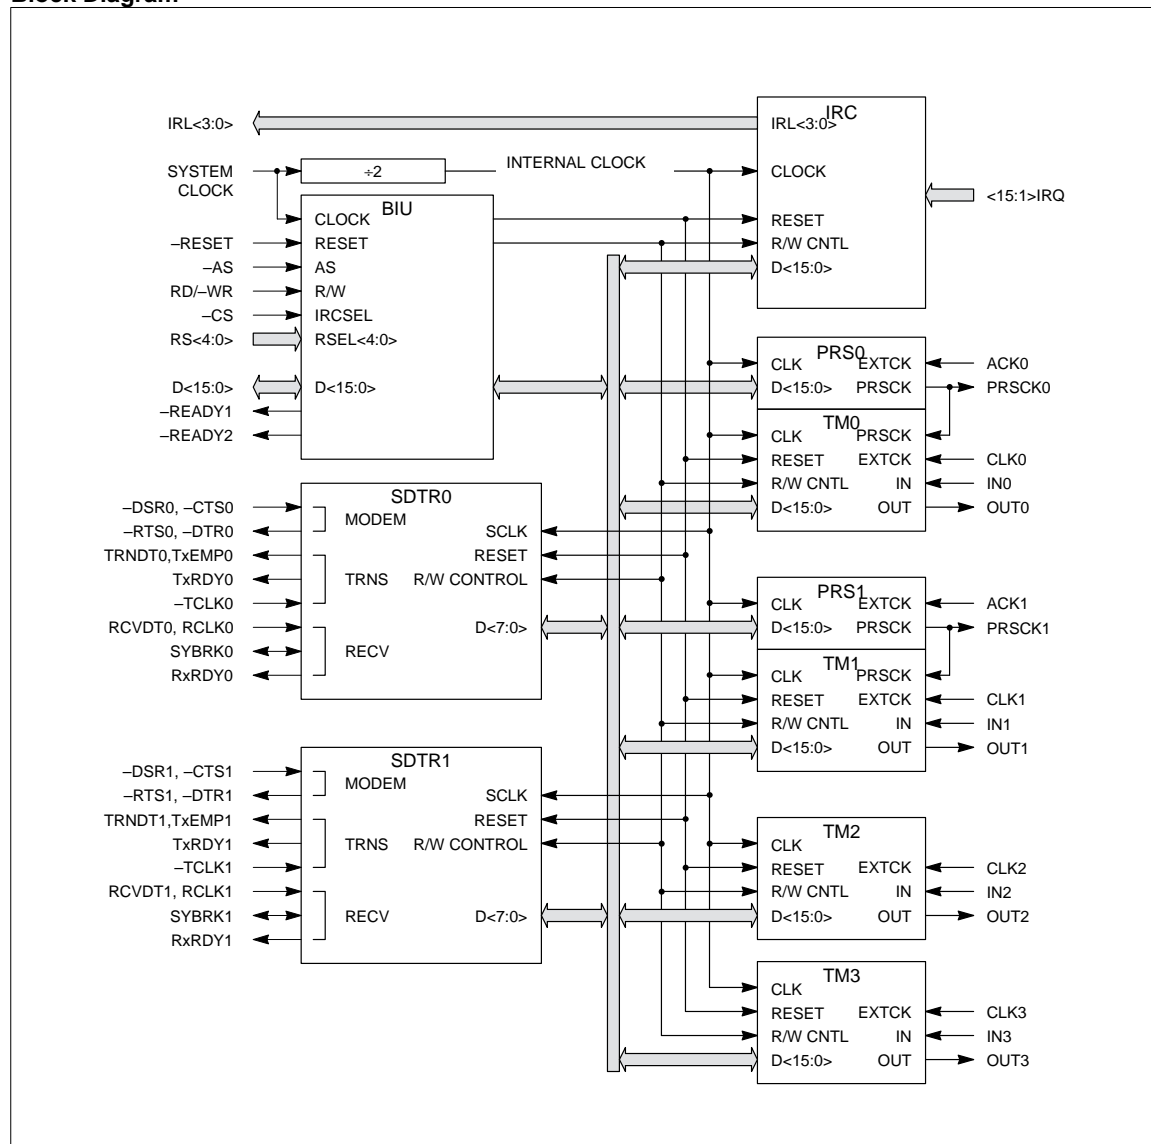 Block Diagram
IRC
IRL<3:0>
IRL<3:0>
SYSTEM
CLOCK
÷2
INTERNAL CLOCK
CLOCK
<15:1>IRQ
BIU
CLOCK
RESET
–RESET
RESET
R/W CNTL
–AS
AS
D<15:0>
RD/–WR
R/W
–CS
IRCSEL
RS<4:0>
RSEL<4:0>
D<15:0>
D<15:0>
–READY1
–READY2
PRS0
CLK
EXTCK
ACK0
D<15:0>
PRSCK
PRSCK0
TM0
CLK
PRSCK
RESET
EXTCK
CLK0
R/W CNTL
IN
IN0
D<15:0>
OUT
OUT0
SDTR0
–DSR0, –CTS0
MODEM
–RTS0, –DTR0
SCLK
TRNDT0,TxEMP0
RESET
TxRDY0
TRNS
R/W CONTROL
–TCLK0
RCVDT0, RCLK0
D<7:0>
SYBRK0
RECV
RxRDY0
PRS1
CLK
EXTCK
ACK1
D<15:0>
PRSCK
PRSCK1
TM1
CLK
PRSCK
RESET
EXTCK
CLK1
R/W CNTL
IN
IN1
D<15:0>
OUT
OUT1
SDTR1
–DSR1, –CTS1
MODEM
–RTS1, –DTR1
SCLK
TRNDT1,TxEMP1
RESET
TxRDY1
TRNS
R/W CONTROL
–TCLK1
RCVDT1, RCLK1
SYBRK1
RECV
D<7:0>
RxRDY1
TM2
CLK
RESET
EXTCK
CLK2
R/W CNTL
IN
IN2
D<15:0>
OUT
OUT2
TM3
CLK
RESET
EXTCK
CLK3
R/W CNTL
IN
IN3
D<15:0>
OUT
OUT3